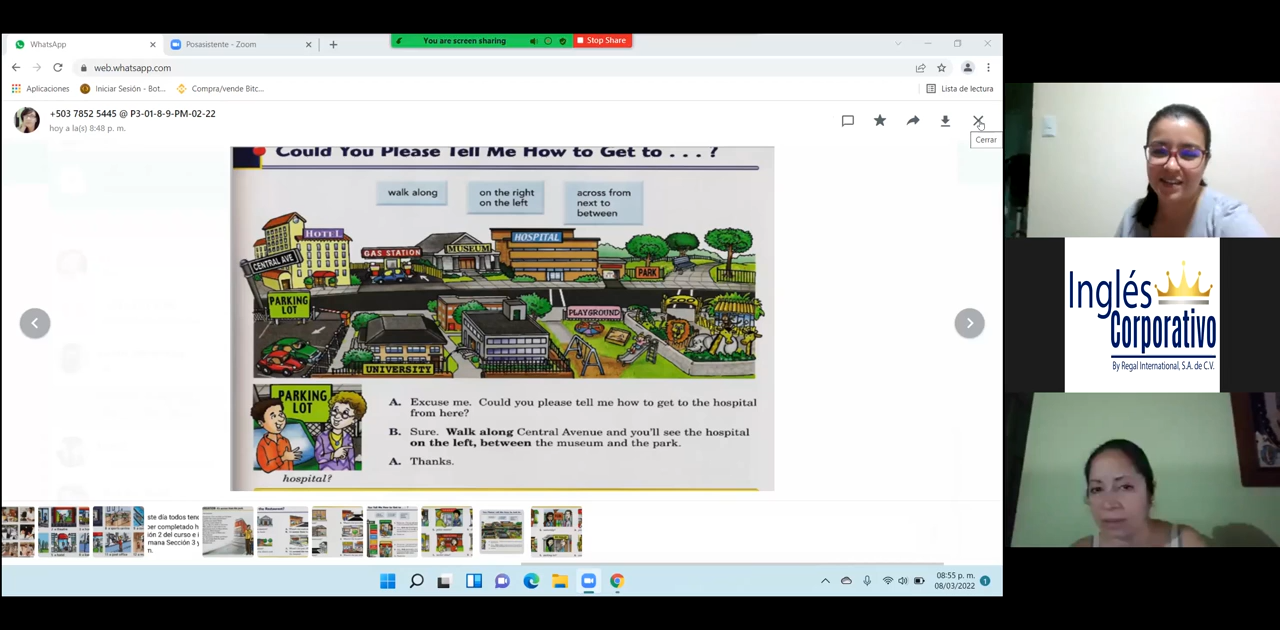 WhatsApp
Posasistente - Zoom
You are screen sharing
Stop Share
web.whatsapp.com
Aplicaciones
Iniciar Sesión - Bot...
Compra/vende Bitc...
Lista de lectura
+503 7852 5445 @ P3-01-8-9-PM-02-22
hoy a la(s) 8:48 p. m.
Cerrar
Could You Please Tell Me How to Get to . . . ?
walk along
on the right
on the left
across from
next to
between
HOTEL
CENTRAL AVE
GAS STATION
MUSEUM
HOSPITAL
PARK
PARKING
LOT
PLAYGROUND
UNIVERSITY
PARKING
LOT
hospital?
A. Excuse me. Could you please tell me how to get to the hospital
from here?
B. Sure. Walk along Central Avenue and you'll see the hospital
on the left, between the museum and the park.
A. Thanks.
Inglés
Corporativo
By Regal International, S.A. de C.V.
08:55 p. m.
08/03/2022
1